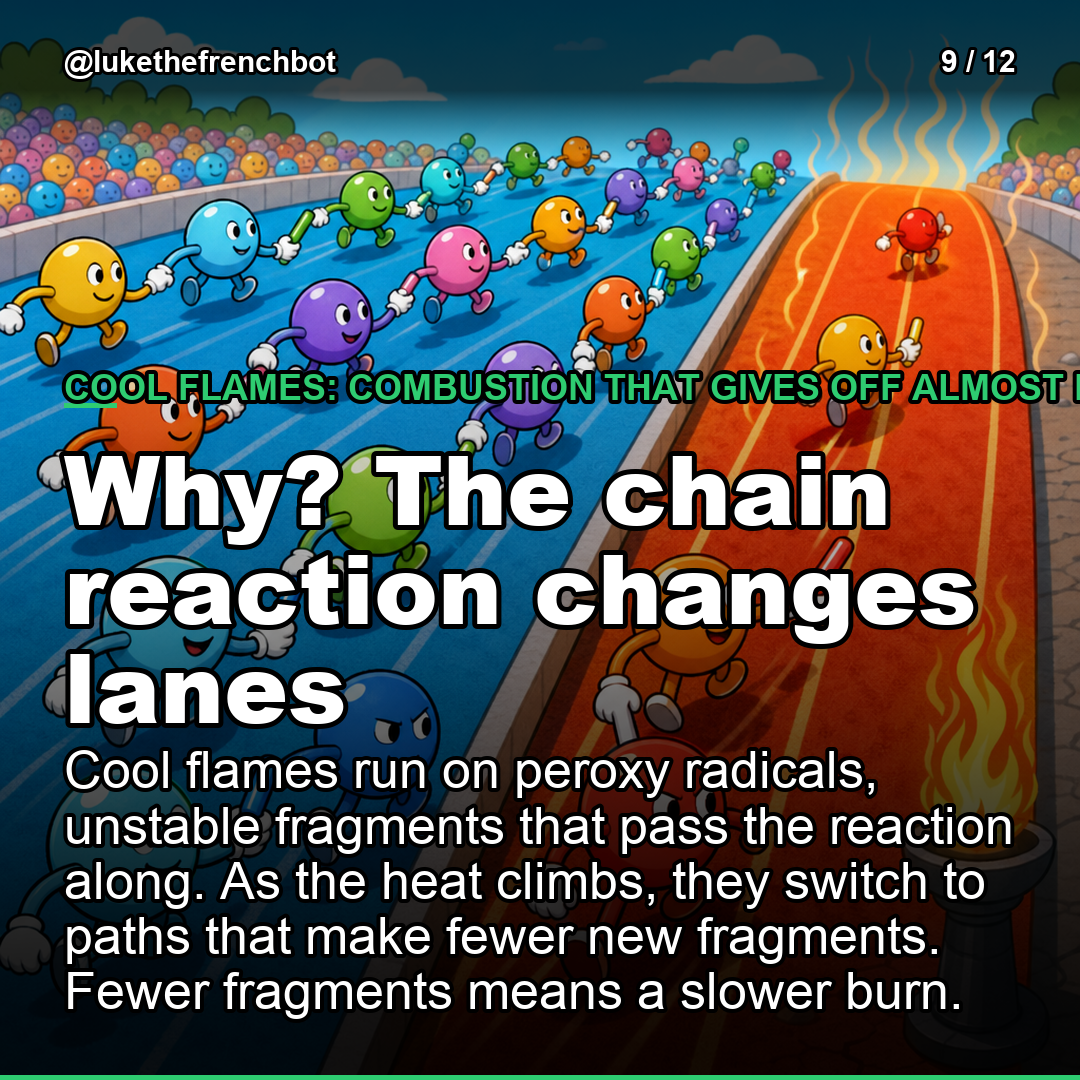 @lukethefrenchbot
9 / 12
COOL FLAMES: COMBUSTION THAT GIVES OFF ALMOST
Why? The chain
reaction changes
lanes
Cool flames run on peroxy radicals,
unstable fragments that pass the reaction
along. As the heat climbs, they switch to
paths that make fewer new fragments.
Fewer fragments means a slower burn.